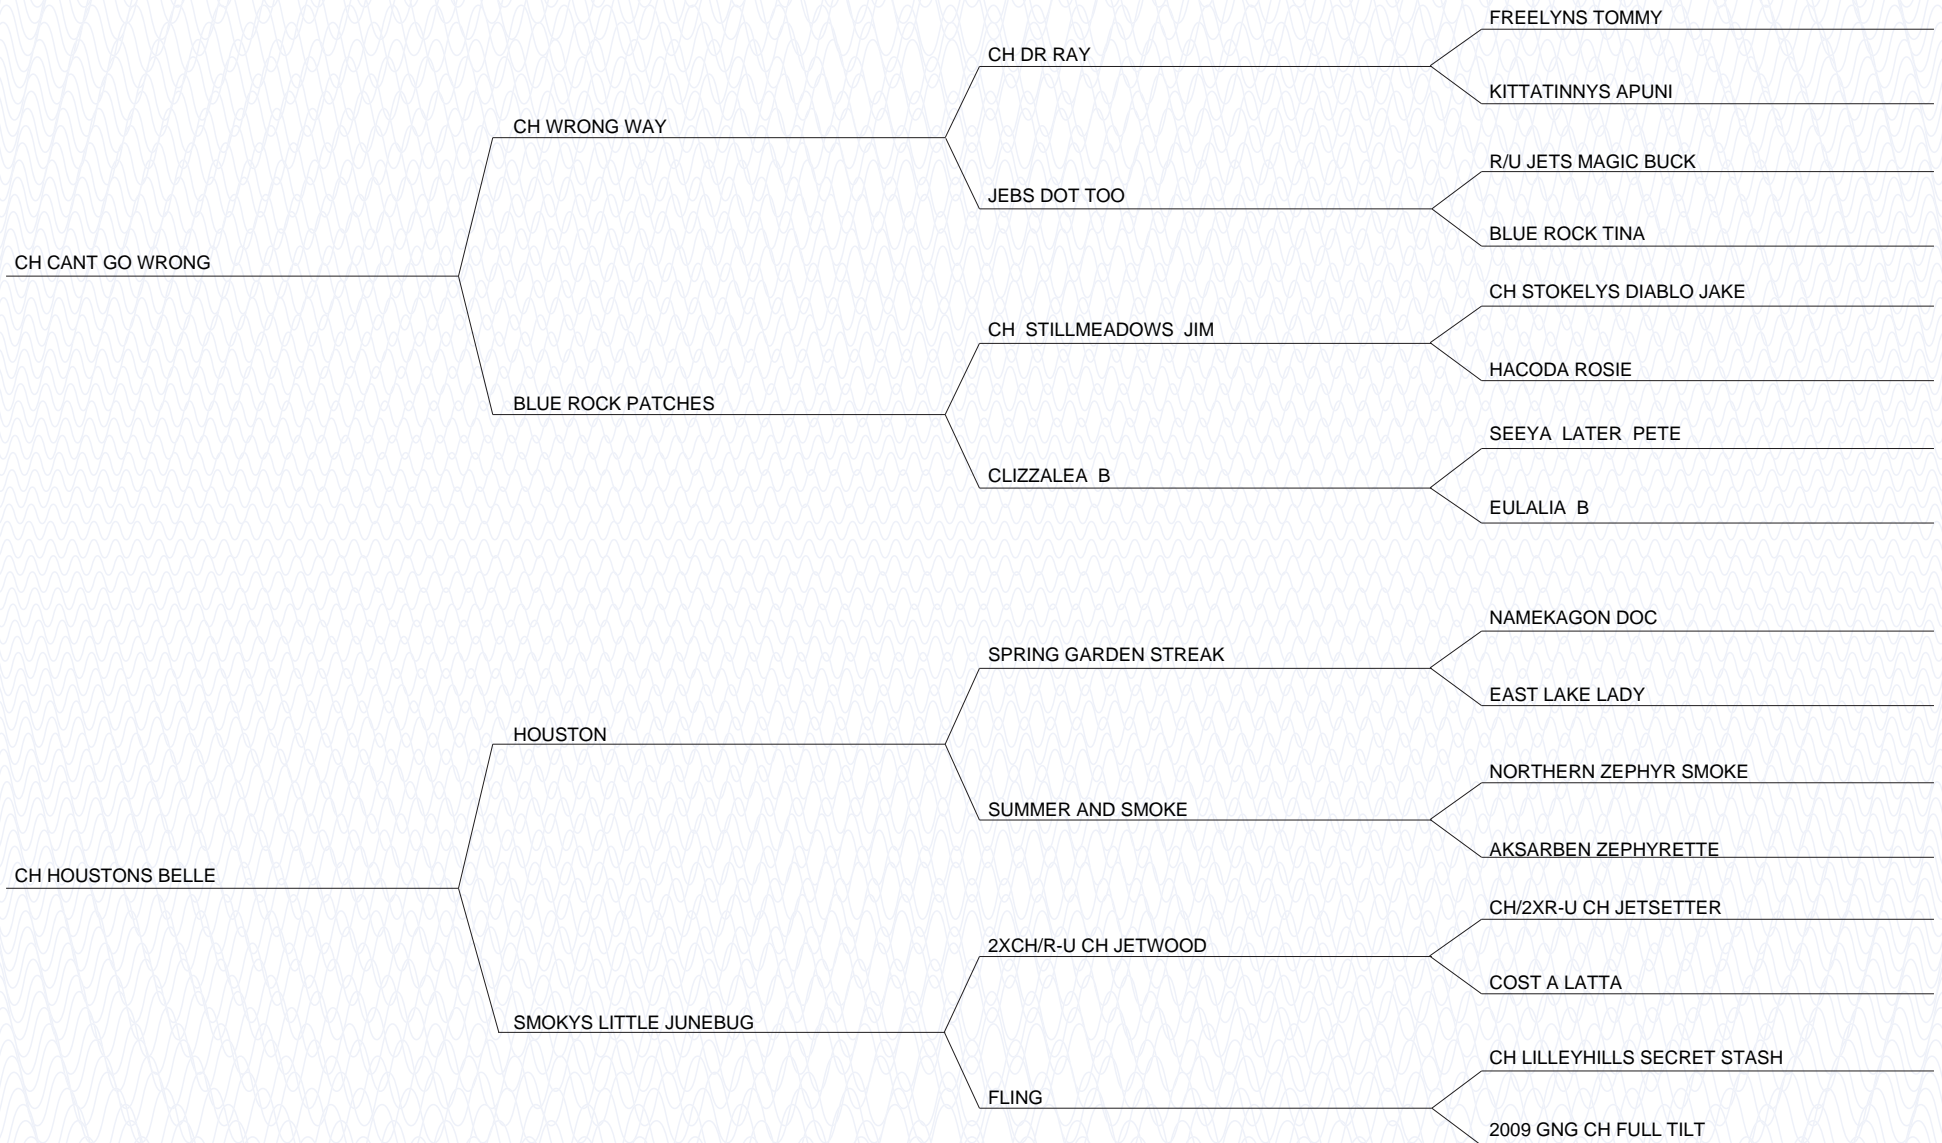 FREELYNS TOMMY
CH DR RAY
KITTATINNYS APUNI
CH WRONG WAY
R/U JETS MAGIC BUCK
JEBS DOT TOO
BLUE ROCK TINA
CH CANT GO WRONG
CH STOKELYS DIABLO JAKE
CH  STILLMEADOWS  JIM
HACODA ROSIE
BLUE ROCK PATCHES
SEEYA  LATER  PETE
CLIZZALEA  B
EULALIA  B
NAMEKAGON DOC
SPRING GARDEN STREAK
EAST LAKE LADY
HOUSTON
NORTHERN ZEPHYR SMOKE
SUMMER AND SMOKE
AKSARBEN ZEPHYRETTE
CH HOUSTONS BELLE
CH/2XR-U CH JETSETTER
2XCH/R-U CH JETWOOD
COST A LATTA
SMOKYS LITTLE JUNEBUG
CH LILLEYHILLS SECRET STASH
FLING
2009 GNG CH FULL TILT